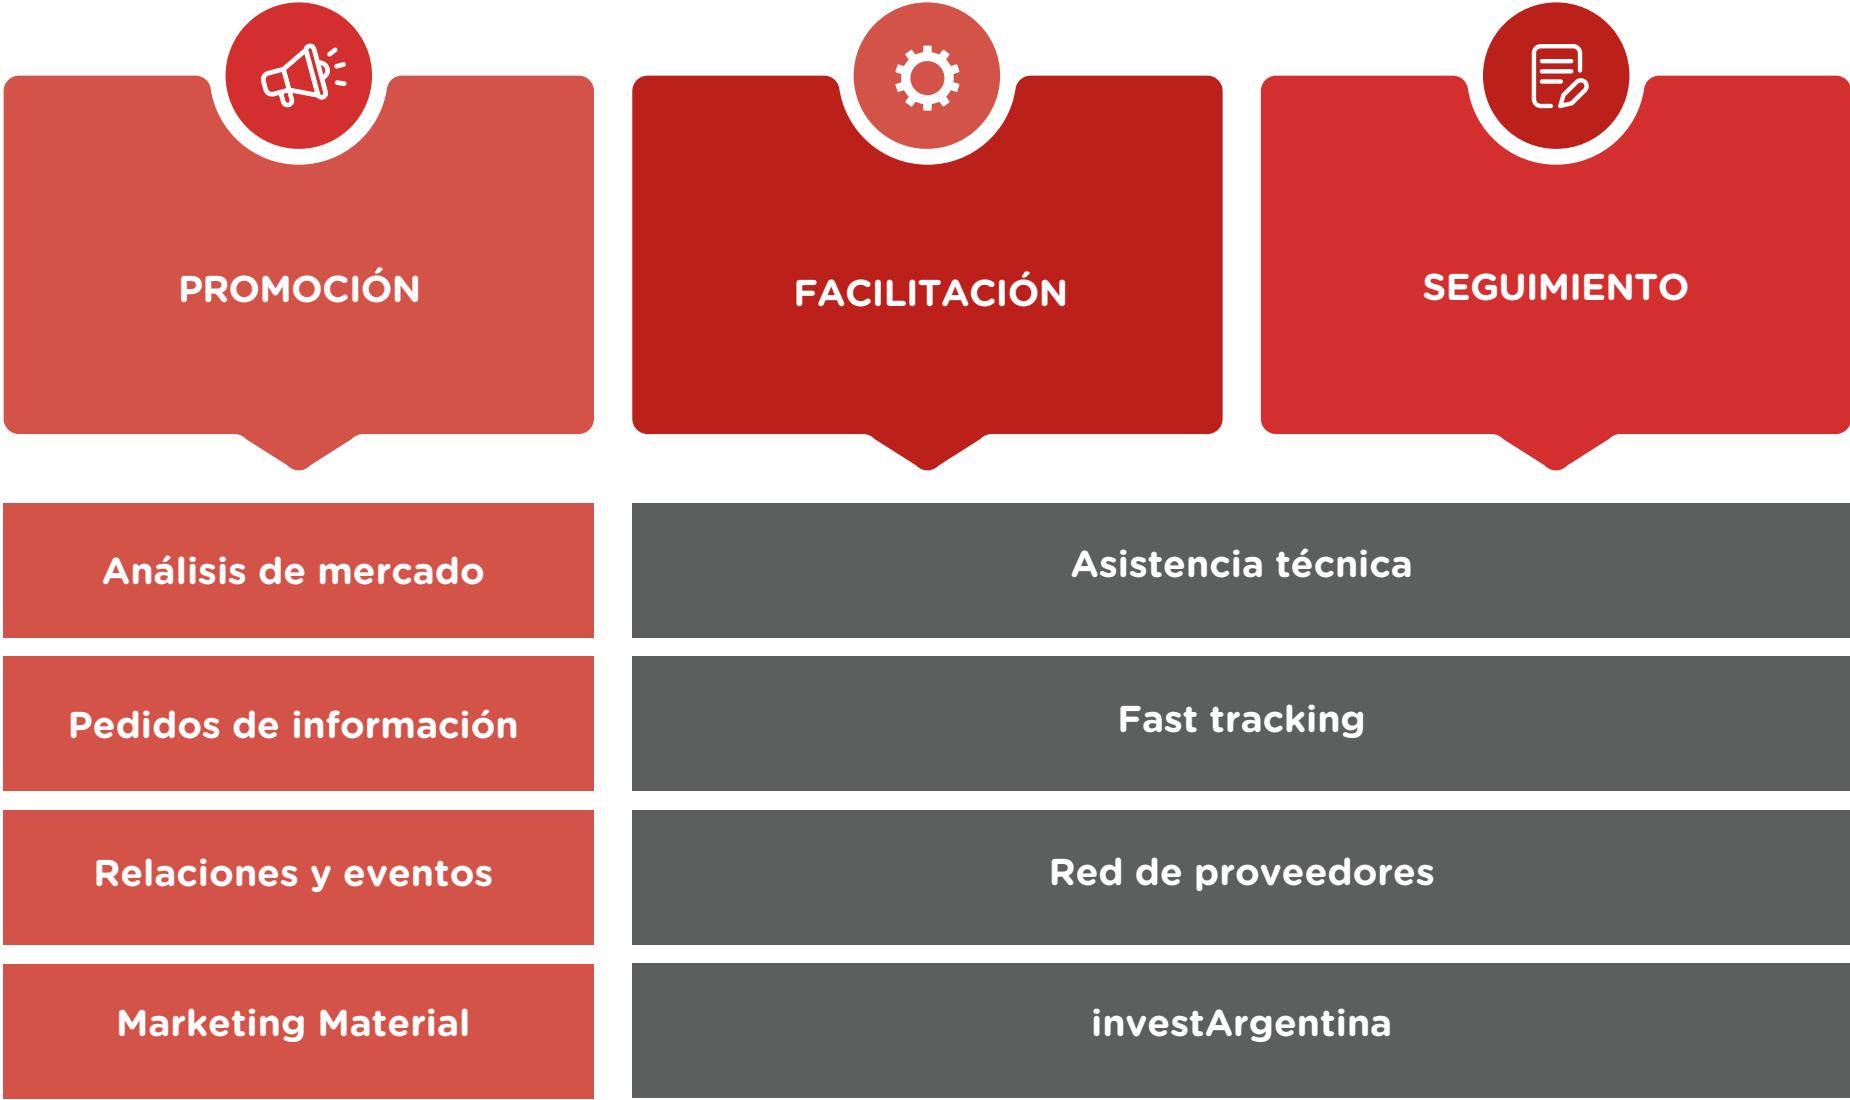 PROMOCIÓN
FACILITACIÓN
SEGUIMIENTO
Análisis de mercado
Asistencia técnica
Pedidos de información
Fast tracking
Relaciones y eventos
Red de proveedores
Marketing Material
investArgentina